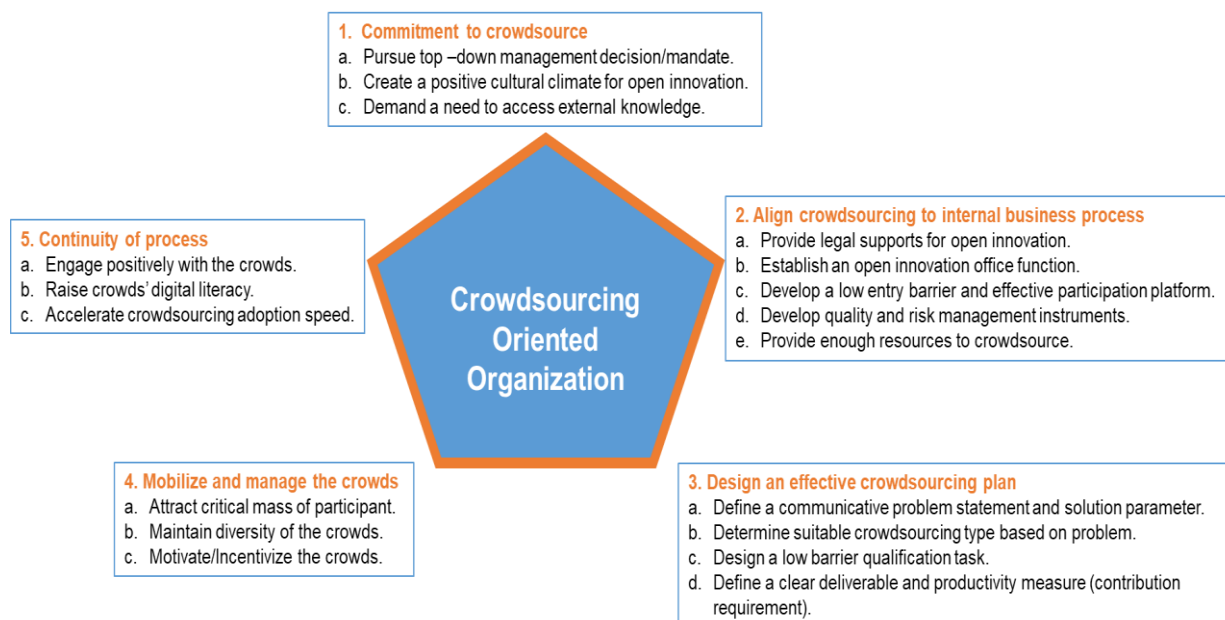 1. Commitment to crowdsource
a. Pursue top –down management decision/mandate.
b. Create a positive cultural climate for open innovation.
c. Demand a need to access external knowledge.
2. Align crowdsourcing to internal business process
a. Provide legal supports for open innovation.
b. Establish an open innovation office function.
c. Develop a low entry barrier and effective participation platform.
d. Develop quality and risk management instruments.
e. Provide enough resources to crowdsource.
5. Continuity of process
a. Engage positively with the crowds.
b. Raise crowds’ digital literacy.
c. Accelerate crowdsourcing adoption speed.
Crowdsourcing
Oriented
Organization
4. Mobilize and manage the crowds
a. Attract critical mass of participant.
b. Maintain diversity of the crowds.
c. Motivate/Incentivize the crowds.
3. Design an effective crowdsourcing plan
a. Define a communicative problem statement and solution parameter.
b. Determine suitable crowdsourcing type based on problem.
c. Design a low barrier qualification task.
d. Define a clear deliverable and productivity measure (contribution
requirement).